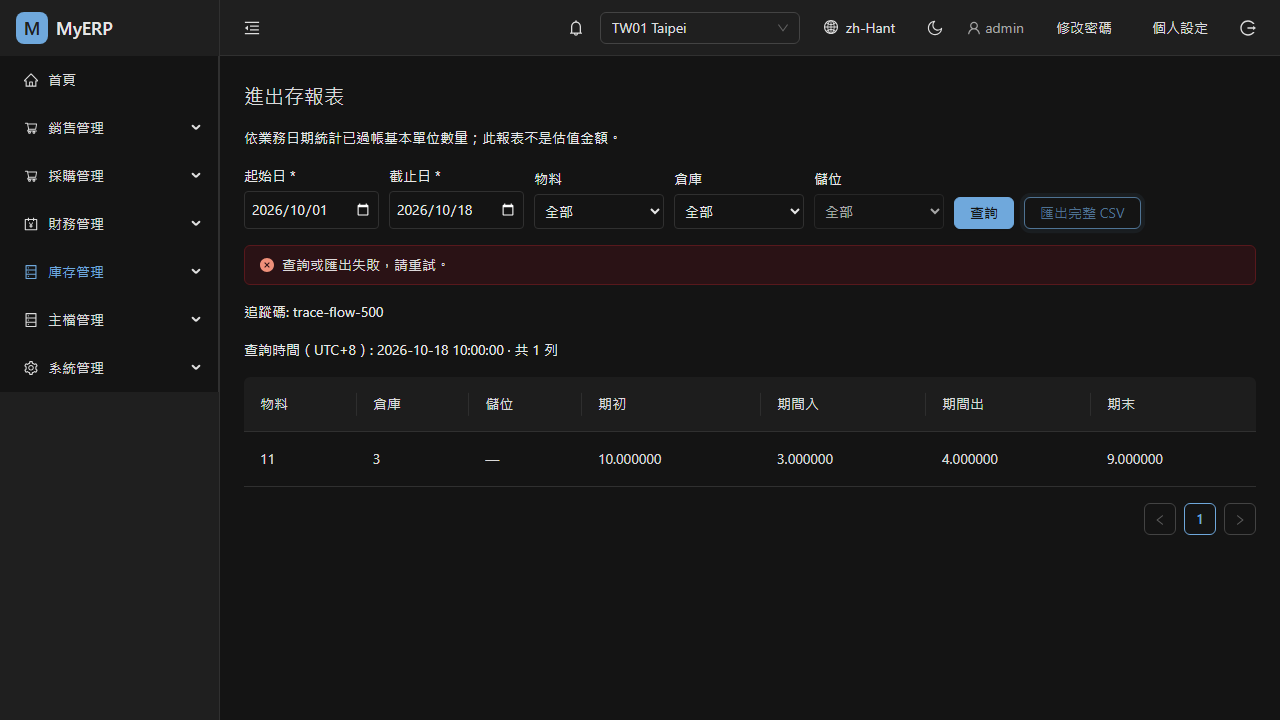 M MyERP
TW01 Taipei
zh-Hant
admin
修改密碼
個人設定
首頁
銷售管理
採購管理
財務管理
庫存管理
主檔管理
系統管理
進出存報表
依業務日期統計已過帳基本單位數量；此報表不是估值金額。
起始日 * 截止日 * 物料 倉庫 儲位
2026/10/01 2026/10/18 全部 全部 全部 查詢 匯出完整 CSV
查詢或匯出失敗，請重試。
追蹤碼: trace-flow-500
查詢時間（UTC+8）: 2026-10-18 10:00:00 · 共 1 列
物料 倉庫 儲位 期初 期間入 期間出 期末
11 3 — 10.000000 3.000000 4.000000 9.000000
< 1 >